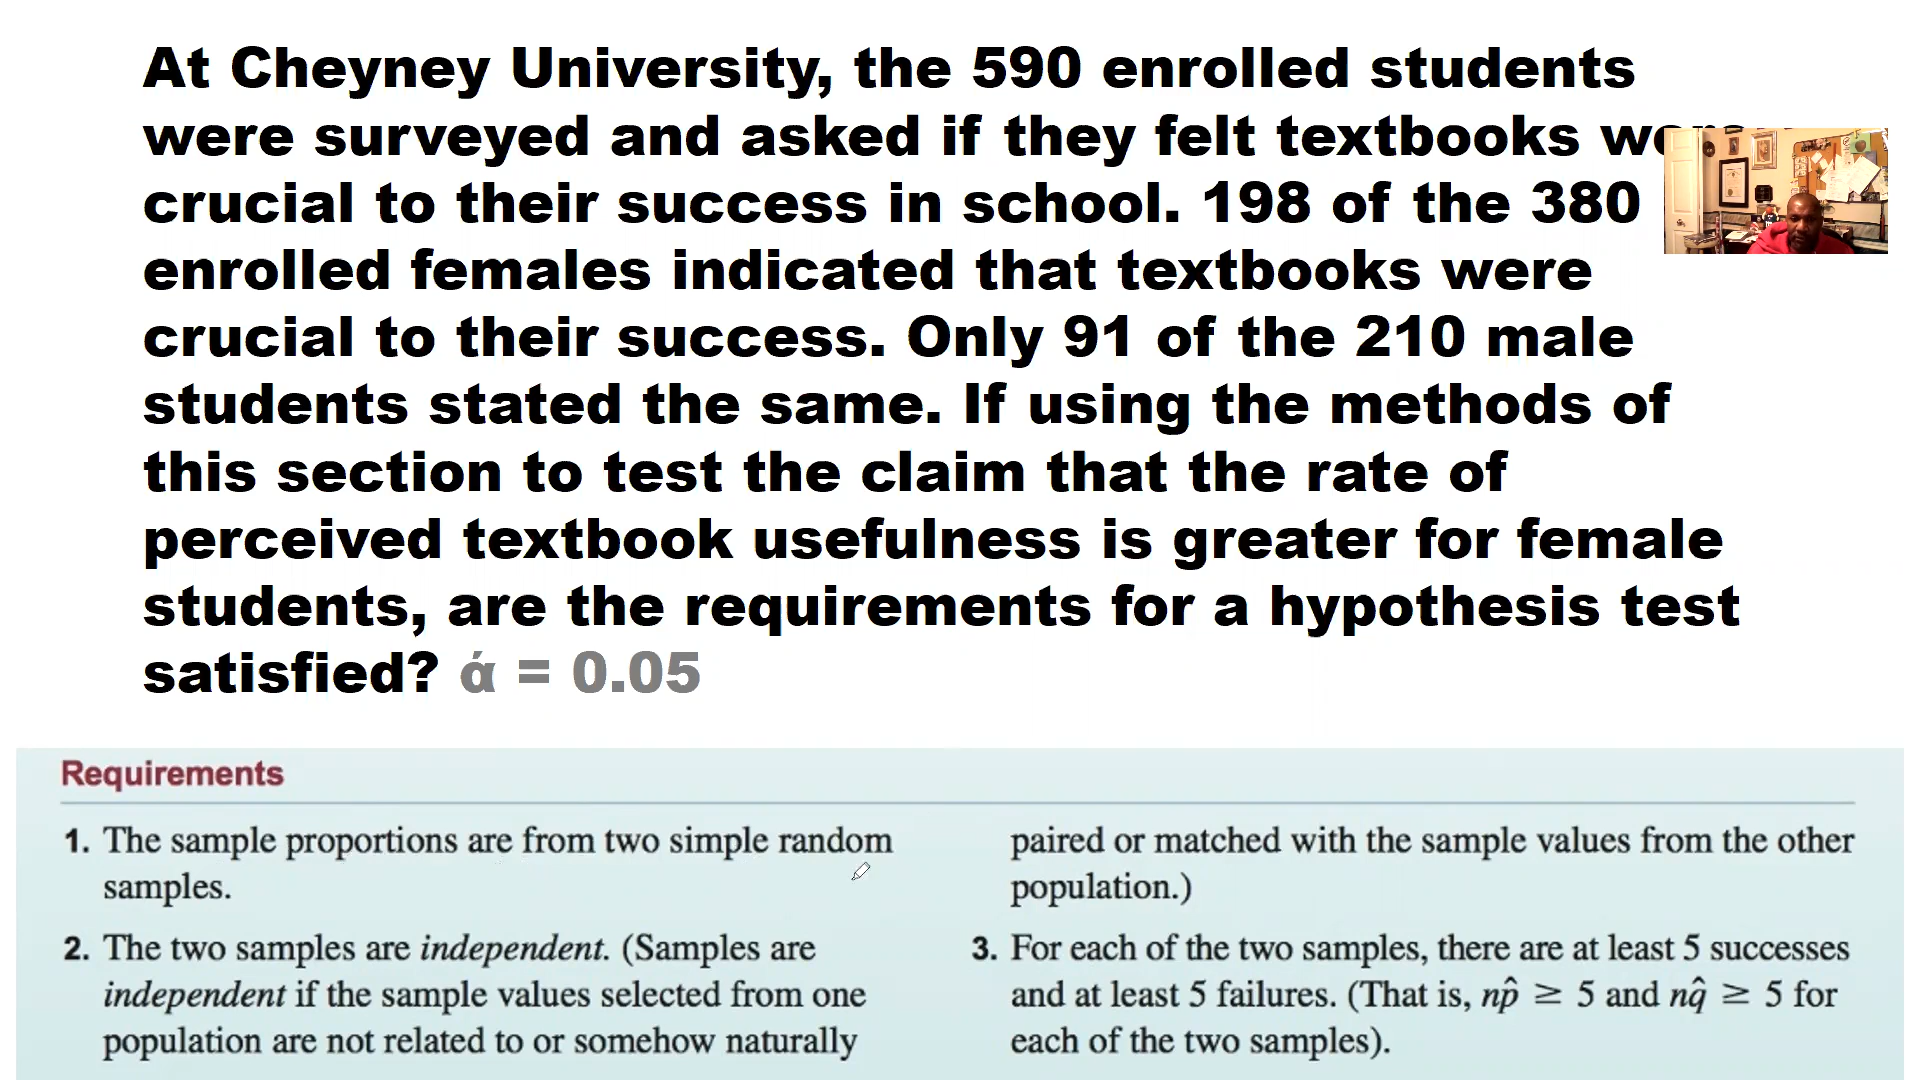 At Cheyney University, the 590 enrolled students
were surveyed and asked if they felt textbooks were
crucial to their success in school. 198 of the 380
enrolled females indicated that textbooks were
crucial to their success. Only 91 of the 210 male
students stated the same. If using the methods of
this section to test the claim that the rate of
perceived textbook usefulness is greater for female
students, are the requirements for a hypothesis test
satisfied? ά = 0.05
Requirements
1. The sample proportions are from two simple random
samples.
2. The two samples are independent. (Samples are
independent if the sample values selected from one
population are not related to or somehow naturally
paired or matched with the sample values from the other
population.)
3. For each of the two samples, there are at least 5 successes
and at least 5 failures. (That is, np̂ ≥ 5 and nq̂ ≥ 5 for
each of the two samples).